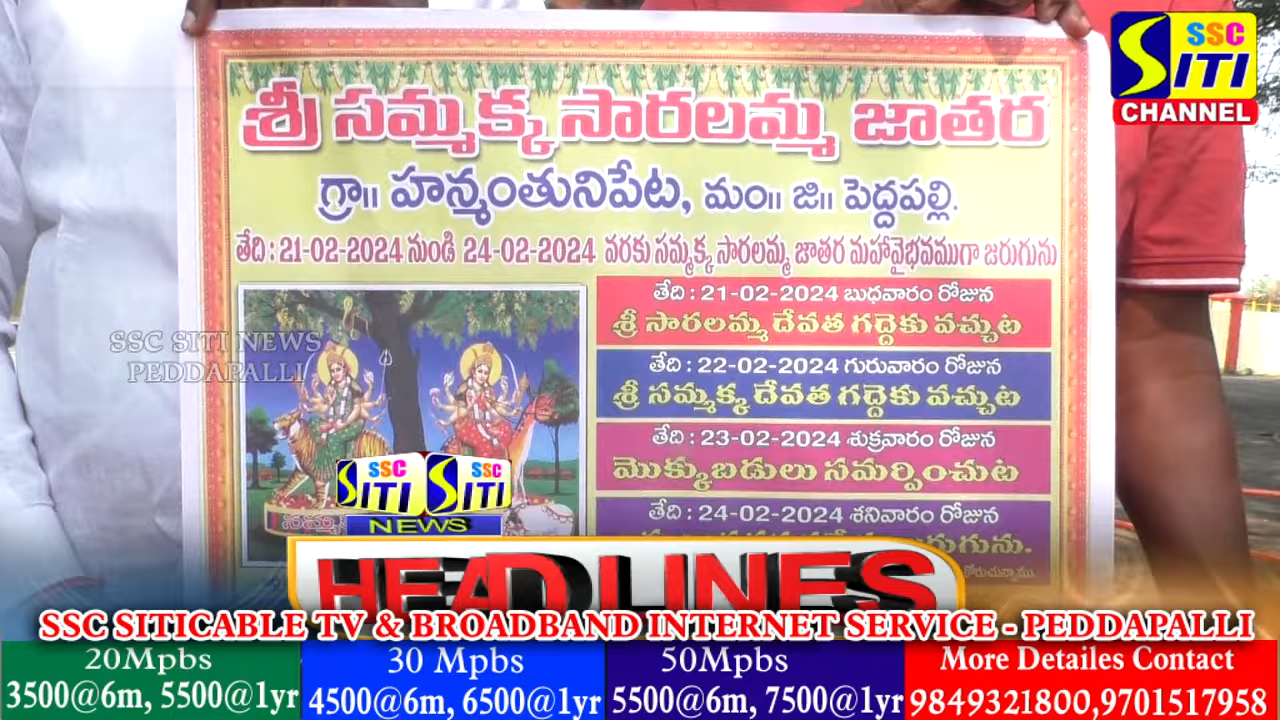 SSC
SITI
CHANNEL
శ్రీ సమ్మక్క సారలమ్మ జాతర
గ్రా॥ హన్మంతునిపేట, మం॥ జి॥ పెద్దపల్లి.
తేది : 21-02-2024 నుండి 24-02-2024 వరకు సమ్మక్క సారలమ్మ జాతర మహావైభవముగా జరుగును
తేది : 21-02-2024 బుధవారం రోజున
శ్రీ సారలమ్మ దేవత గద్దెకు వచ్చుట
తేది : 22-02-2024 గురువారం రోజున
శ్రీ సమ్మక్క దేవత గద్దెకు వచ్చుట
తేది : 23-02-2024 శుక్రవారం రోజున
మొక్కుబడులు సమర్పించుట
తేది : 24-02-2024 శనివారం రోజున
SSC SITI NEWS
PEDDAPALLI
SSC SSC
SITI SITI
NEWS
HEADLINES
SSC SITICABLE TV & BROADBAND INTERNET SERVICE - PEDDAPALLI
20Mpbs
3500@6m, 5500@1yr
30 Mpbs
4500@6m, 6500@1yr
50Mpbs
5500@6m, 7500@1yr
More Detailes Contact
9849321800,9701517958